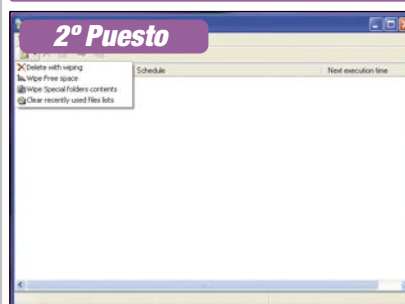 2º Puesto
Delete with wiping
Schedule
Next execution time
Wipe Free space
Wipe Special folders contents
Clear recently used files lists